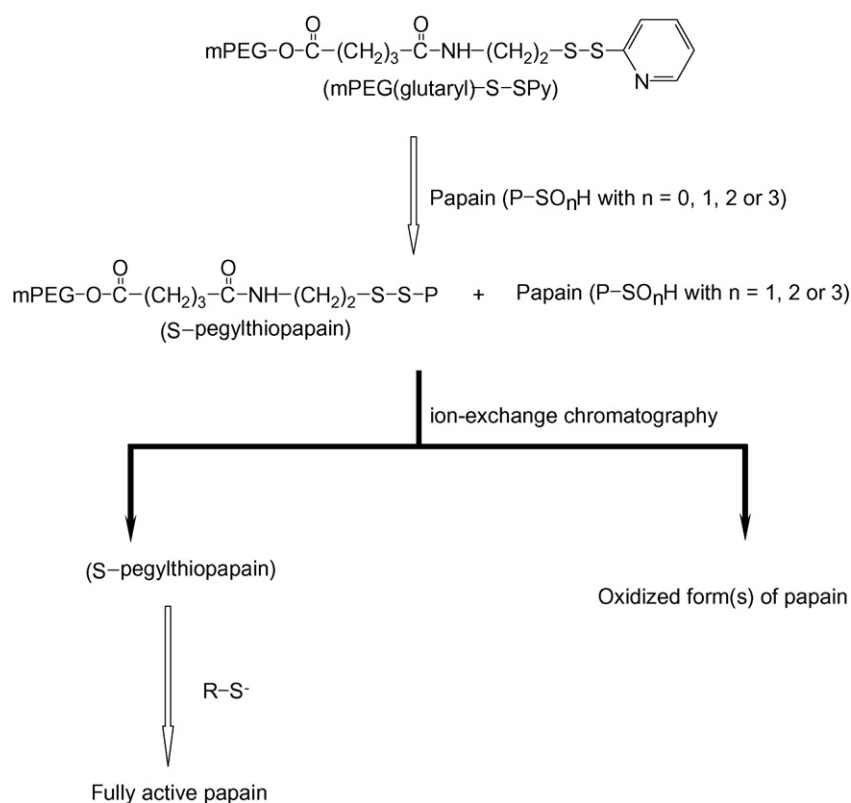 mPEG-O-C-(CH₂)₃-C-NH-(CH₂)₂-S-S
O
O
N
(mPEG(glutaryl)-S-SPy)
Papain (P-SOₙH with n = 0, 1, 2 or 3)
mPEG-O-C-(CH₂)₃-C-NH-(CH₂)₂-S-S-P + Papain (P-SOₙH with n = 1, 2 or 3)
O
O
(S-pegylthiopapain)
ion-exchange chromatography
(S-pegylthiopapain)
Oxidized form(s) of papain
R-S⁻
Fully active papain